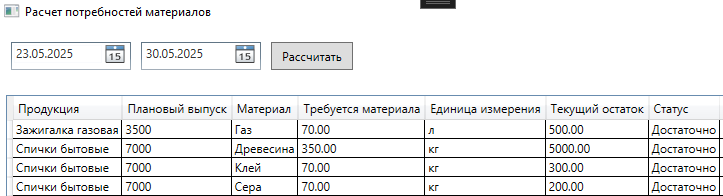 Расчет потребностей материалов
23.05.2025 15 30.05.2025 15 Рассчитать
Продукция Плановый выпуск Материал Требуется материала Единица измерения Текущий остаток Статус
Зажигалка газовая 3500 Газ 70.00 л 500.00 Достаточно
Спички бытовые 7000 Древесина 350.00 кг 5000.00 Достаточно
Спички бытовые 7000 Клей 70.00 кг 300.00 Достаточно
Спички бытовые 7000 Сера 70.00 кг 200.00 Достаточно